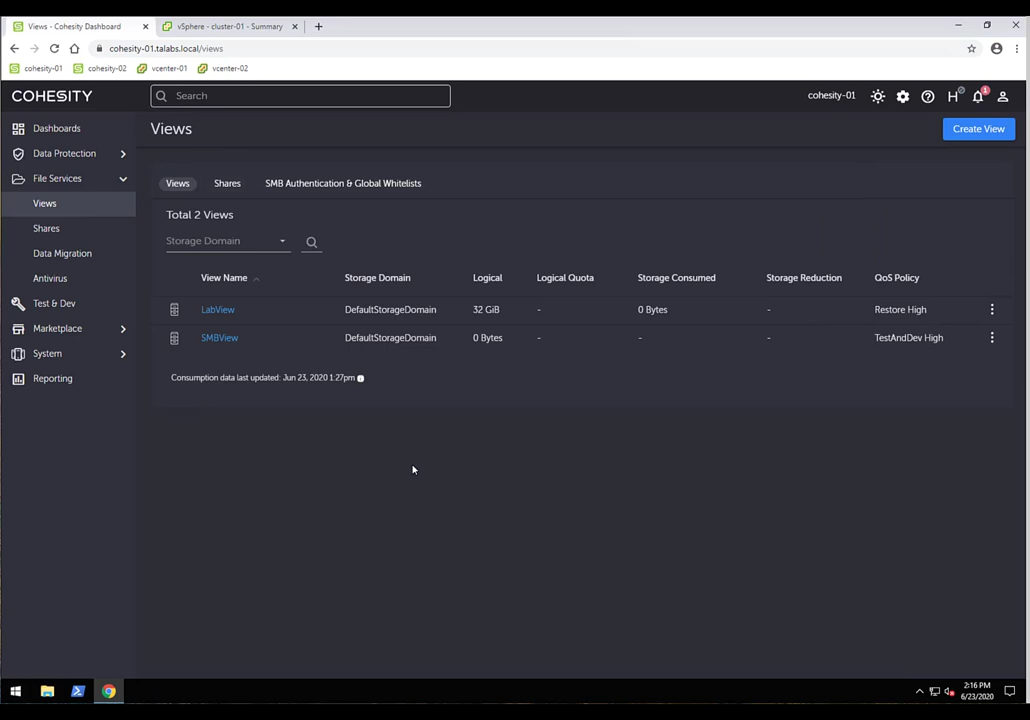 Views - Cohesity Dashboard
vSphere - cluster-01 - Summary
cohesity-01.talabs.local/views
cohesity-01 cohesity-02 vcenter-01 vcenter-02
COHESITY Search cohesity-01 H 1
Dashboards
Data Protection
File Services
Views
Shares
Data Migration
Antivirus
Test & Dev
Marketplace
System
Reporting
Views Create View
Views Shares SMB Authentication & Global Whitelists
Total 2 Views
Storage Domain
View Name Storage Domain Logical Logical Quota Storage Consumed Storage Reduction QoS Policy
LabView DefaultStorageDomain 32 GiB - 0 Bytes - Restore High
SMBView DefaultStorageDomain 0 Bytes - - - TestAndDev High
Consumption data last updated: Jun 23, 2020 1:27pm
2:16 PM
6/23/2020